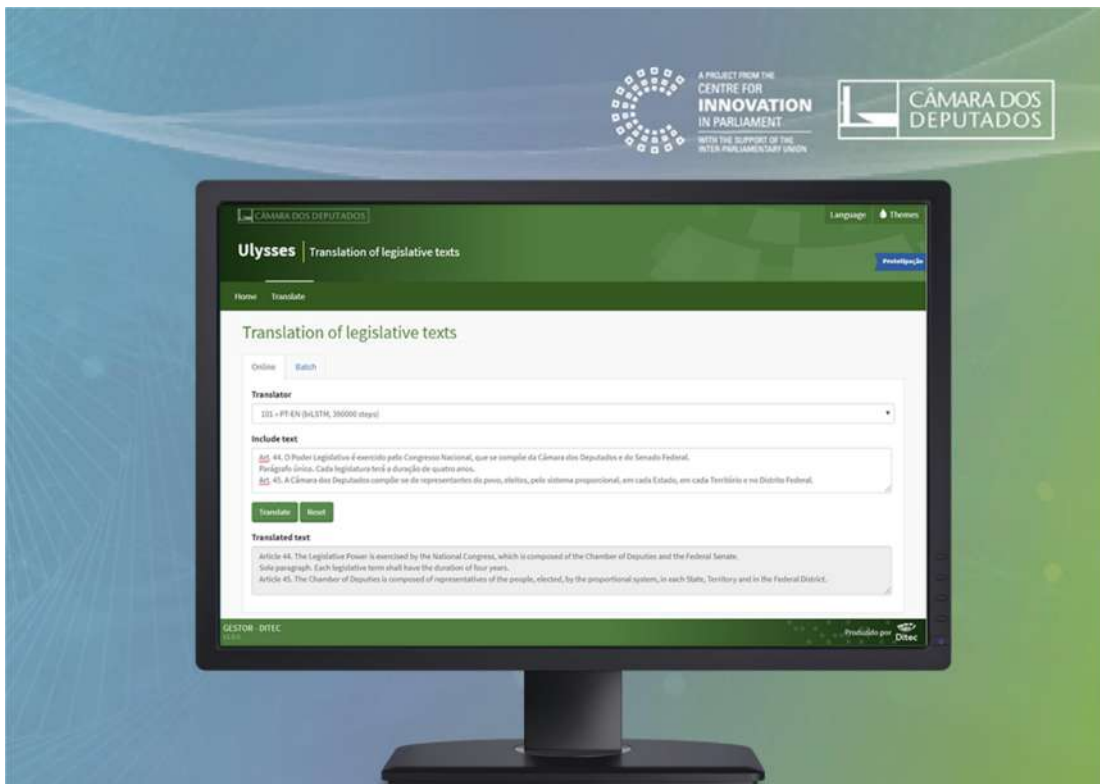 A PROJECT FROM THE
CENTRE FOR
INNOVATION
IN PARLIAMENT
WITH THE SUPPORT OF THE
INTER-PARLIAMENTARY UNION
CÂMARA DOS
DEPUTADOS
CÂMARA DOS DEPUTADOS
Language Themes
Ulysses Translation of legislative texts
Prototipação
Home Translate
Translation of legislative texts
Online Batch
Translator
101 - PT-EN (biLSTM, 390000 steps)
Include text
Art. 44. O Poder Legislativo é exercido pelo Congresso Nacional, que se compõe da Câmara dos Deputados e do Senado Federal.
Parágrafo única. Cada legislatura terá a duração de quatro anos.
Art. 45. A Câmara dos Deputados compõe-se de representantes do povo, eleitos, pelo sistema proporcional, em cada Estado, em cada Território e no Distrito Federal.
Translate Reset
Translated text
Article 44. The Legislative Power is exercised by the National Congress, which is composed of the Chamber of Deputies and the Federal Senate.
Sole paragraph. Each legislative term shall have the duration of four years.
Article 45. The Chamber of Deputies is composed of representatives of the people, elected, by the proportional system, in each State, Territory and in the Federal District.
GESTOR - DITEC
Produzido por Ditec